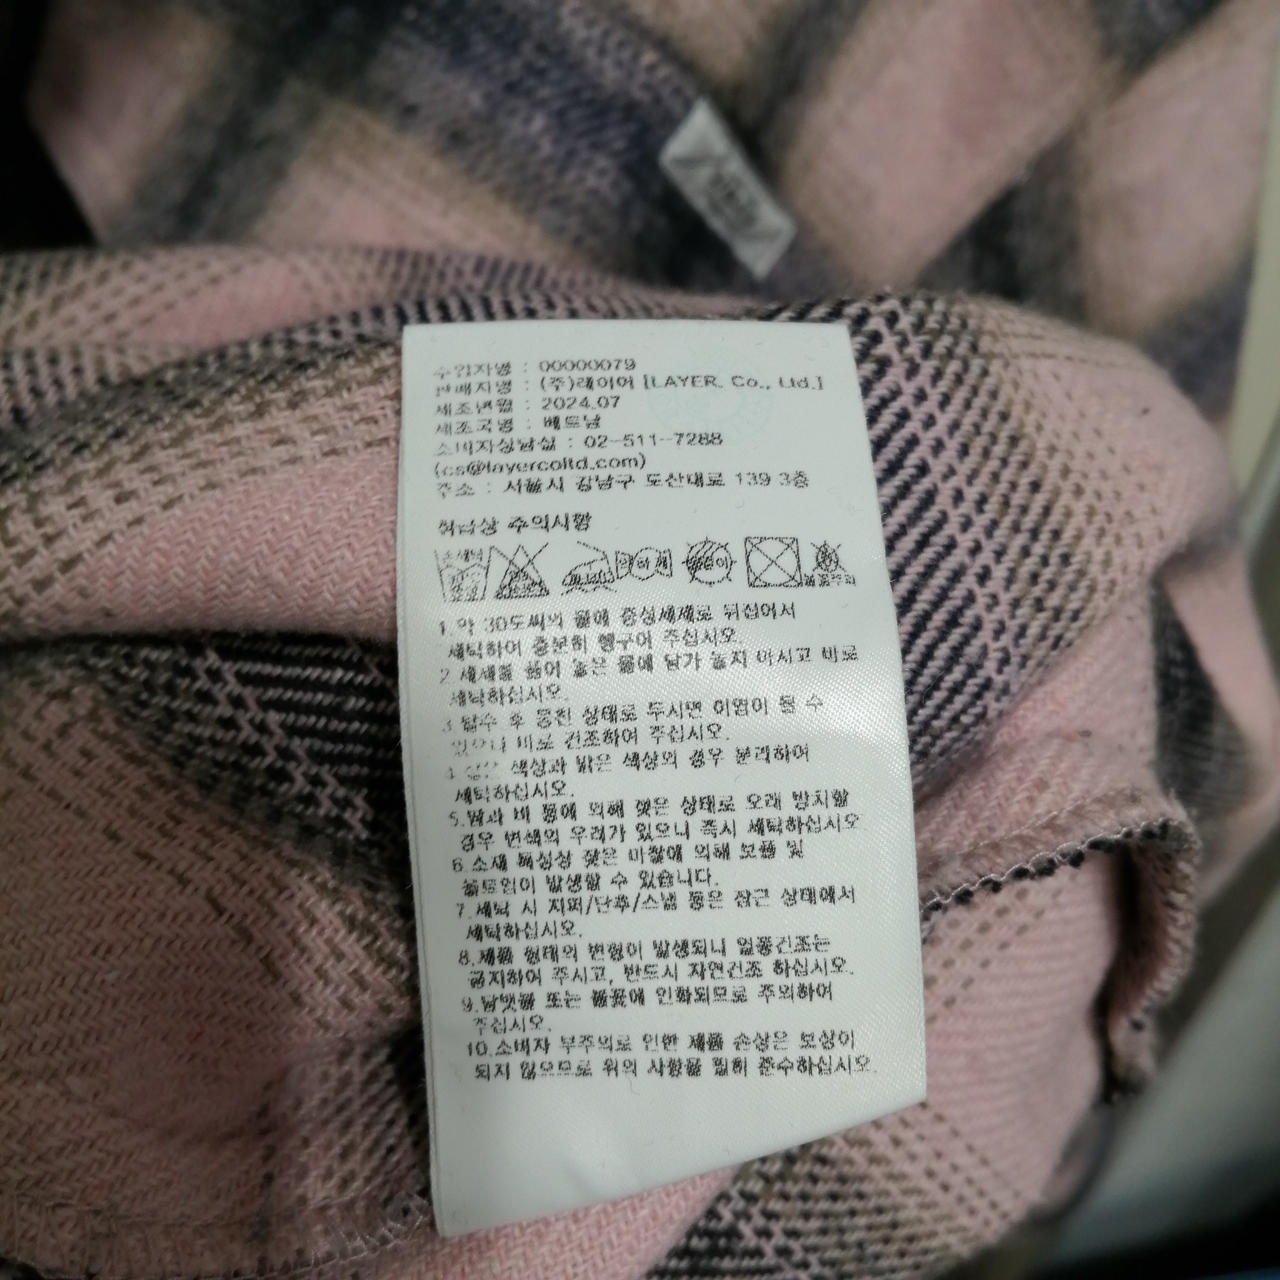 수입자명 : 00000079
판매자명 : (주)레이어 [LAYER. Co., Ltd.]
제조년월 : 2024.07
제조국명 : 베트남
소비자상담실 : 02-511-7288
(cs@layercoltd.com)
주소 : 서울시 강남구 도산대로 139 3층
취급상 주의사항
손세탁
약하게
1.약 30도씨의 물에 중성세제로 뒤집어서
세탁하여 충분히 헹구어 주십시오
2.세제를 풀어 놓은 물에 담가 놓지 마시고 바로
세탁하십시오.
3.탈수 후 뭉친 상태로 두시면 이염이 될 수
있으니 바로 건조하여 주십시오.
4. 색상과 밝은 색상의 경우 분리하여
세탁하십시오.
5.땀과 비 등에 의해 젖은 상태로 오래 방치할
경우 변색의 우려가 있으니 즉시 세탁하십시오
6.소재 특성상 잦은 마찰에 의해 보풀 및
올트임이 발생할 수 있습니다.
7.세탁 시 지퍼/단추/스냅 등은 잠근 상태에서
세탁하십시오.
8.제품 형태의 변형이 발생되니 열풍건조는
금지하여 주시고, 반드시 자연건조 하십시오.
9.담뱃불 또는 불꽃에 인화되므로 주의하여
주십시오.
10.소비자 부주의로 인한 제품 손상은 보상이
되지 않으므로 위의 사항을 필히 준수하십시오.